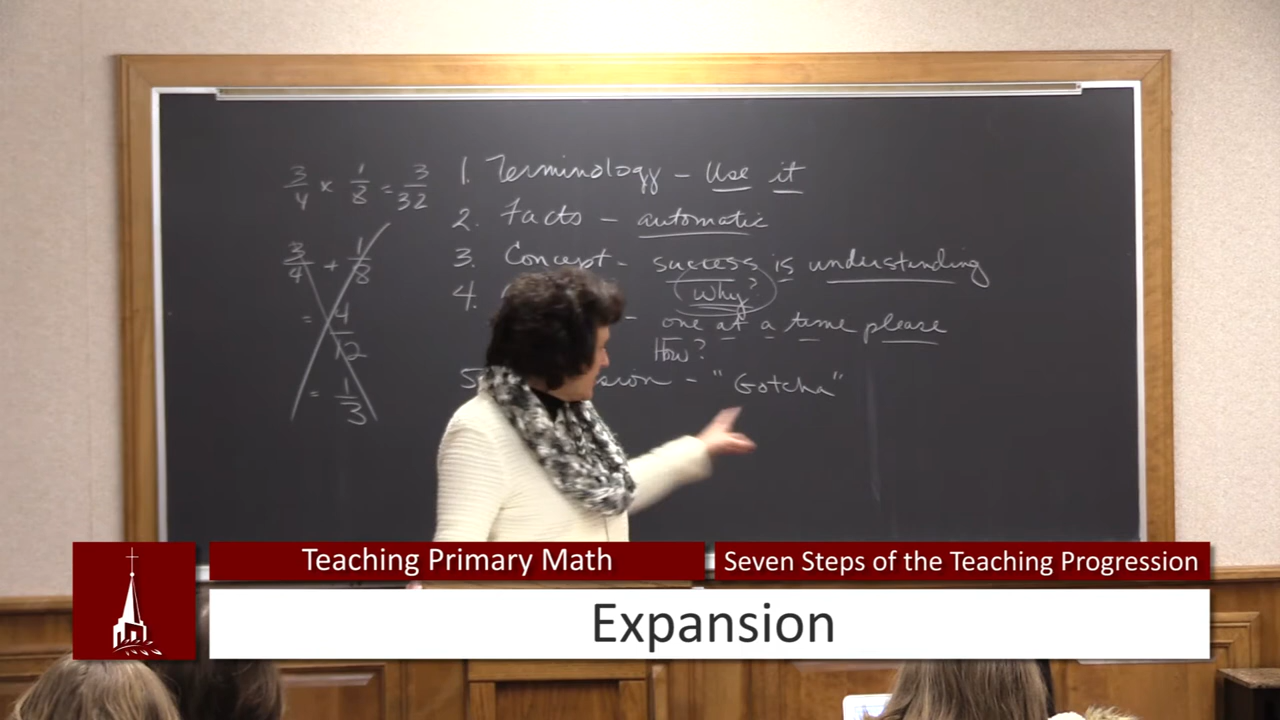 3/4 × 1/8 = 3/32
3/4 + 1/8
= 4/12
= 1/3
1. Terminology - Use it
2. Facts - automatic
3. Concept - success is understanding
why?
4. - one at a time please
How?
5 sion - "Gotcha"
Teaching Primary Math
Seven Steps of the Teaching Progression
Expansion